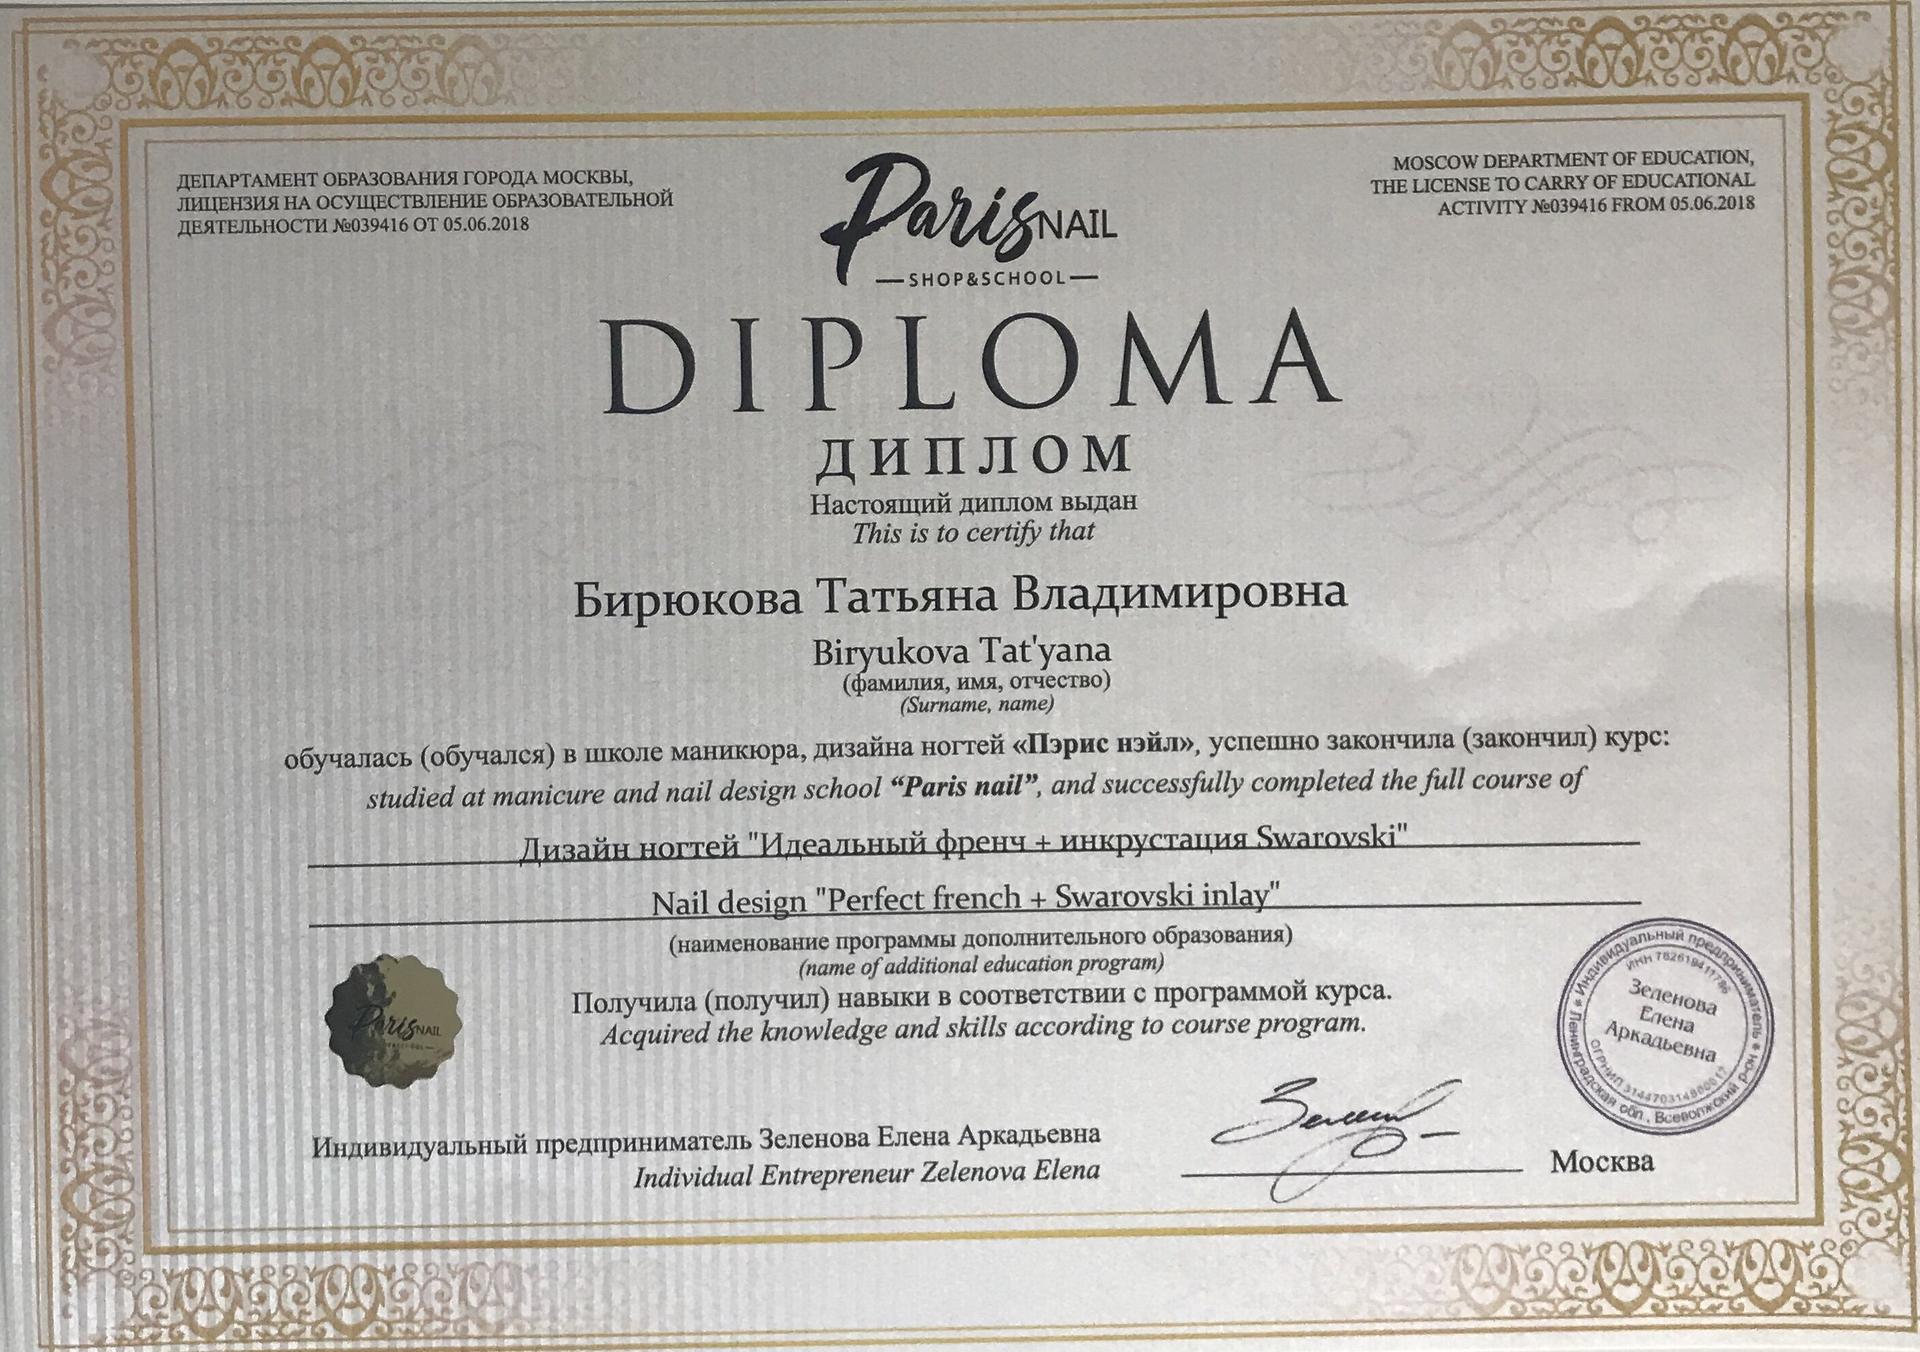 ДЕПАРТАМЕНТ ОБРАЗОВАНИЯ ГОРОДА МОСКВЫ,
ЛИЦЕНЗИЯ НА ОСУЩЕСТВЛЕНИЕ ОБРАЗОВАТЕЛЬНОЙ
ДЕЯТЕЛЬНОСТИ №039416 ОТ 05.06.2018
MOSCOW DEPARTMENT OF EDUCATION,
THE LICENSE TO CARRY OF EDUCATIONAL
ACTIVITY №039416 FROM 05.06.2018
Paris NAIL
SHOP&SCHOOL
DIPLOMA
ДИПЛОМ
Настоящий диплом выдан
This is to certify that
Бирюкова Татьяна Владимировна
Biryukova Tat'yana
(фамилия, имя, отчество)
(Surname, name)
обучалась (обучался) в школе маникюра, дизайна ногтей «Пэрис нэйл», успешно закончила (закончил) курс:
studied at manicure and nail design school “Paris nail”, and successfully completed the full course of
Дизайн ногтей "Идеальный френч + инкрустация Swarovski"
Nail design "Perfect french + Swarovski inlay"
(наименование программы дополнительного образования)
(name of additional education program)
Получила (получил) навыки в соответствии с программой курса.
Acquired the knowledge and skills according to course program.
Paris NAIL
Индивидуальный предприниматель
Зеленова
Елена
Аркадьевна
Ленинградская обл., Всеволожский р-он
Индивидуальный предприниматель Зеленова Елена Аркадьевна
Individual Entrepreneur Zelenova Elena
Москва